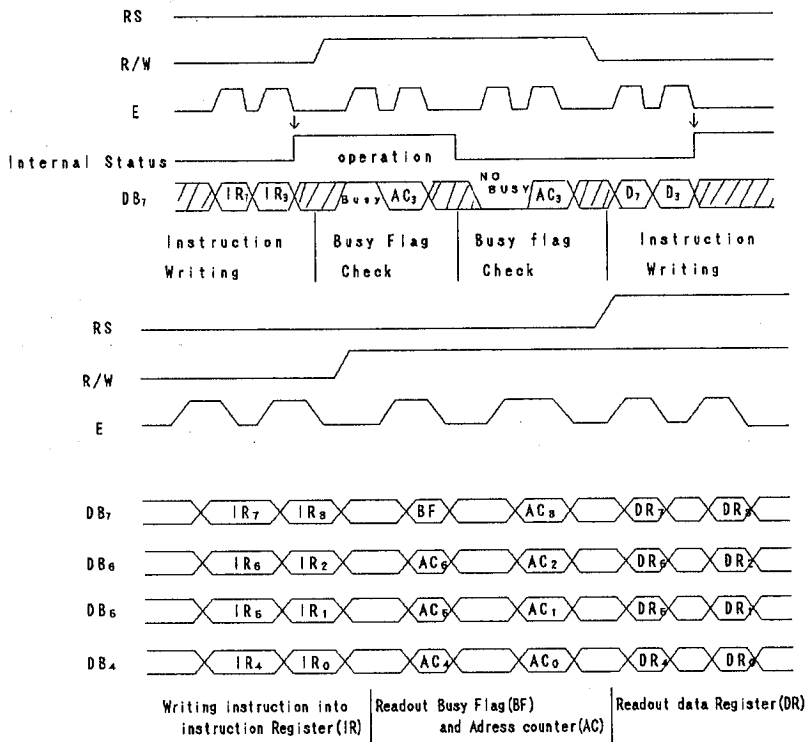 RS
R/W
E
Internal Status operation
DB₇ IR₇ IR₃ Busy AC₃ NO BUSY AC₃ D₇ D₃
Instruction Writing
Busy Flag Check
Busy flag Check
Instruction Writing
RS
R/W
E
DB₇ IR₇ IR₃ BF AC₃ DR₇ DR₃
DB₆ IR₆ IR₂ AC₆ AC₂ DR₆ DR₂
DB₅ IR₅ IR₁ AC₅ AC₁ DR₅ DR₁
DB₄ IR₄ IR₀ AC₄ AC₀ DR₄ DR₀
Writing instruction into
instruction Register(IR)
Readout Busy Flag(BF)
and Adress counter(AC)
Readout data Register(DR)